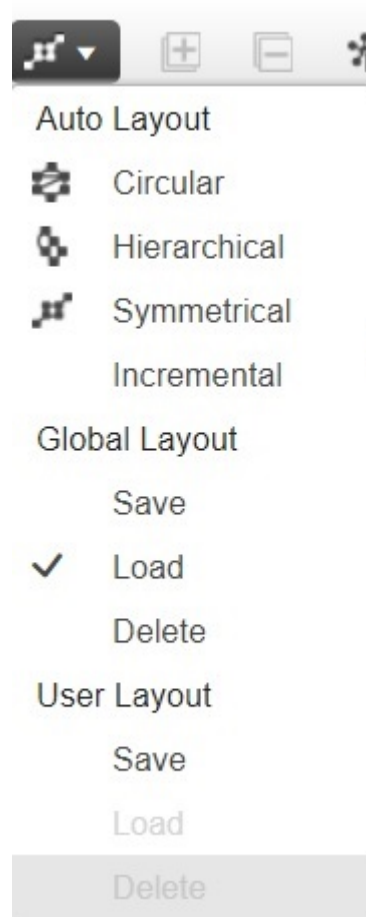 Auto Layout
Circular
Hierarchical
Symmetrical
Incremental
Global Layout
Save
Load
Delete
User Layout
Save
Load
Delete